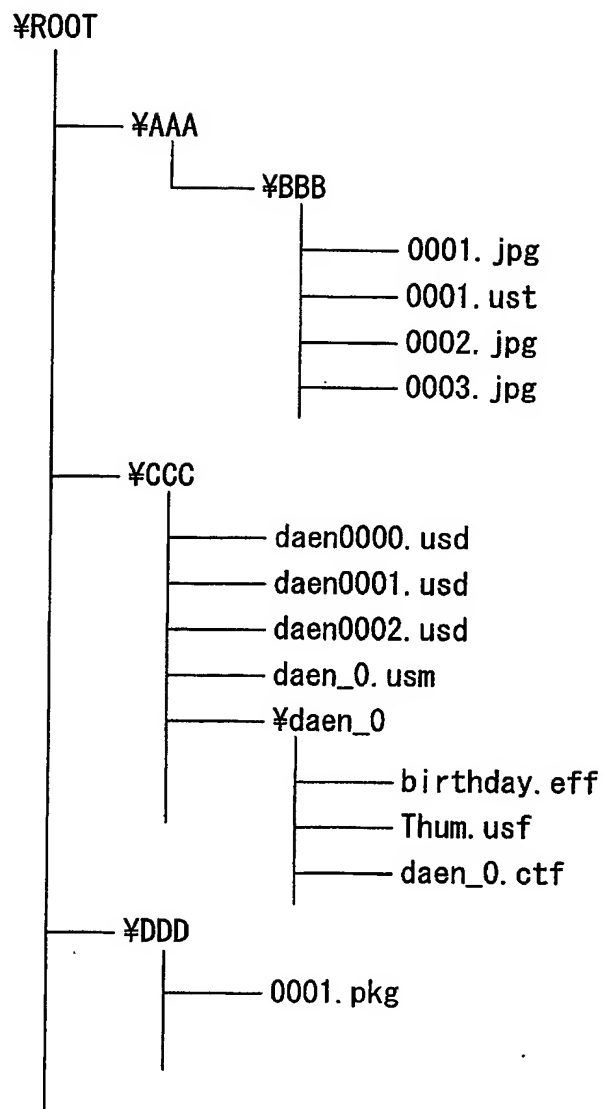 ¥ROOT
¥AAA
¥BBB
0001.jpg
0001.ust
0002.jpg
0003.jpg
¥CCC
daen0000.usd
daen0001.usd
daen0002.usd
daen_0.usm
¥daen_0
birthday.eff
Thum.usf
daen_0.ctf
¥DDD
0001.pkg